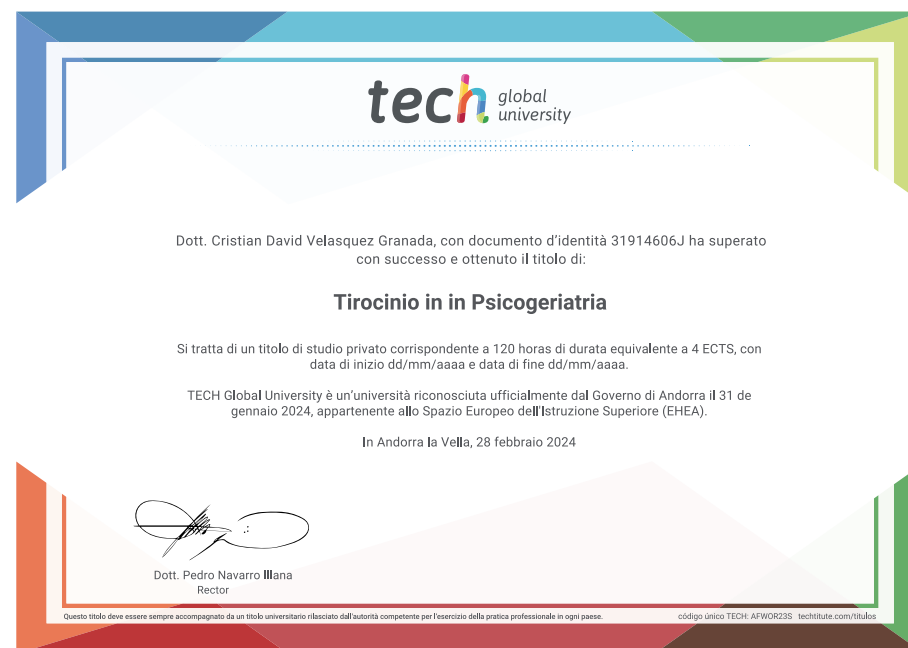 tech global university
Dott. Cristian David Velasquez Granada, con documento d'identità 31914606J ha superato
con successo e ottenuto il titolo di:
Tirocinio in in Psicogeriatria
Si tratta di un titolo di studio privato corrispondente a 120 horas di durata equivalente a 4 ECTS, con
data di inizio dd/mm/aaaa e data di fine dd/mm/aaaa.
TECH Global University è un'università riconosciuta ufficialmente dal Governo di Andorra il 31 de
gennaio 2024, appartenente allo Spazio Europeo dell'Istruzione Superiore (EHEA).
In Andorra la Vella, 28 febbraio 2024
Dott. Pedro Navarro Illana
Rector
Questo titolo deve essere sempre accompagnato da un titolo universitario rilasciato dall'autorità competente per l'esercizio della pratica professionale in ogni paese.
código único TECH: AFWOR23S techtitute.com/titulos